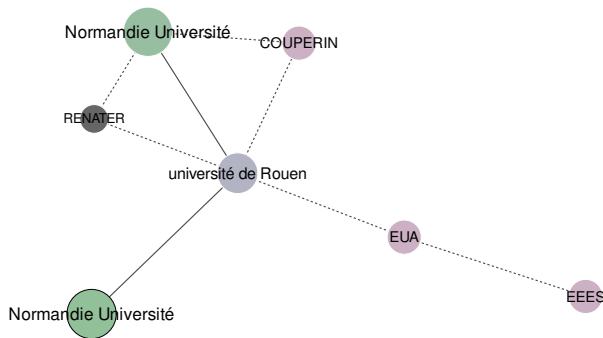 Normandie Université
COUPERIN
RENATER
université de Rouen
EUA
EEES
Normandie Université